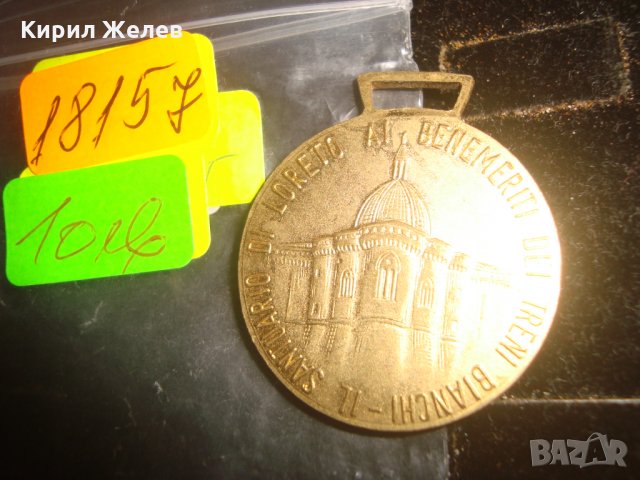 Кирил Желев
18157
10лв
IL SANTUARIO DI LORETO AI BENEMERITI DEI TRENI BIANCHI -
BAZAR